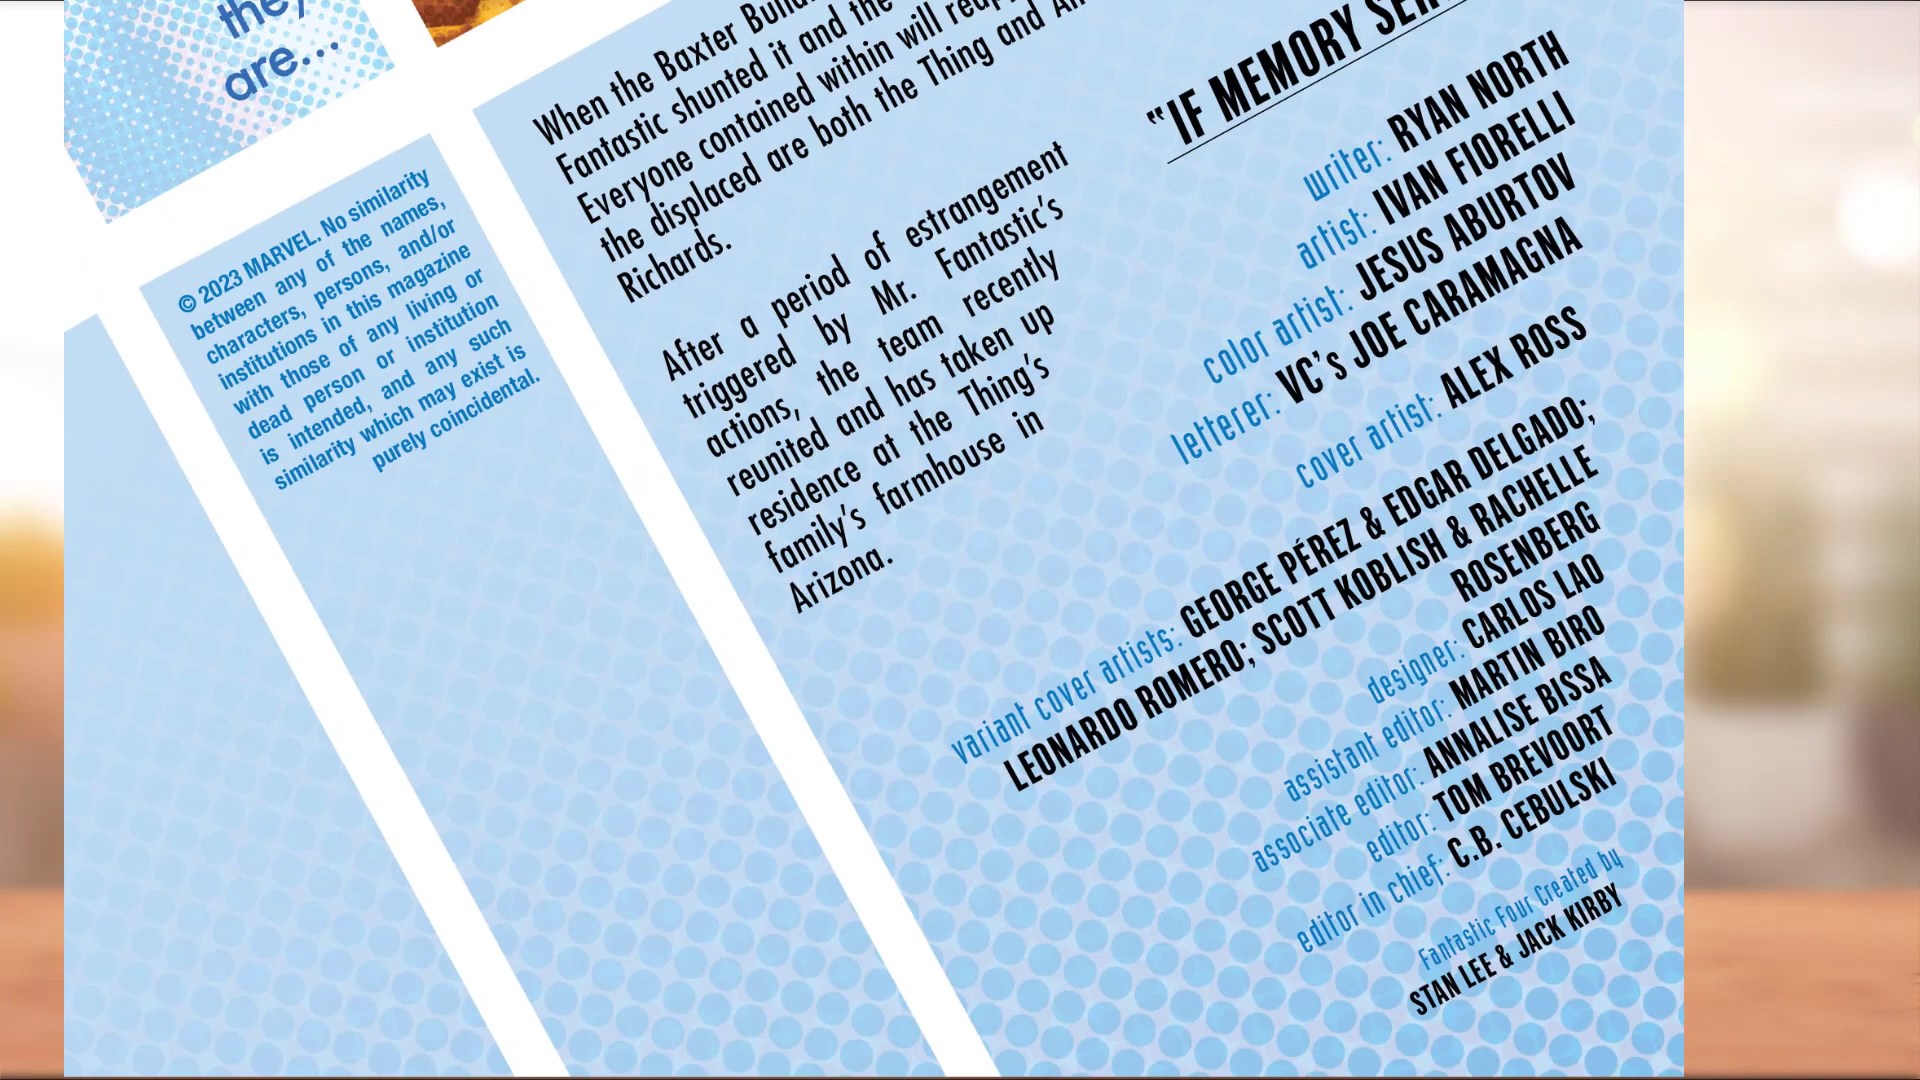 they
are...
© 2023 MARVEL. No similarity
between any of the names,
characters, persons, and/or
institutions in this magazine
with those of any living or
dead person or institution
is intended, and any such
similarity which may exist is
purely coincidental.
When the Baxter
Fantastic shunted it and the
Everyone contained within will
the displaced are both the Thing and
Richards.
After a period of estrangement
triggered by Mr. Fantastic's
actions, the team recently
reunited and has taken up
residence at the Thing's
family's farmhouse in
Arizona.
"IF MEMORY
writer: RYAN NORTH
artist: IVAN FIORELLI
color artist: JESUS ABURTOV
letterer: VC's JOE CARAMAGNA
cover artist: ALEX ROSS
variant cover artists: GEORGE PÉREZ & EDGAR DELGADO;
LEONARDO ROMERO; SCOTT KOBLISH & RACHELLE
ROSENBERG
designer: CARLOS LAO
assistant editor: MARTIN BIRO
associate editor: ANNALISE BISSA
editor: TOM BREVOORT
editor in chief: C.B. CEBULSKI
Fantastic Four Created by
STAN LEE & JACK KIRBY